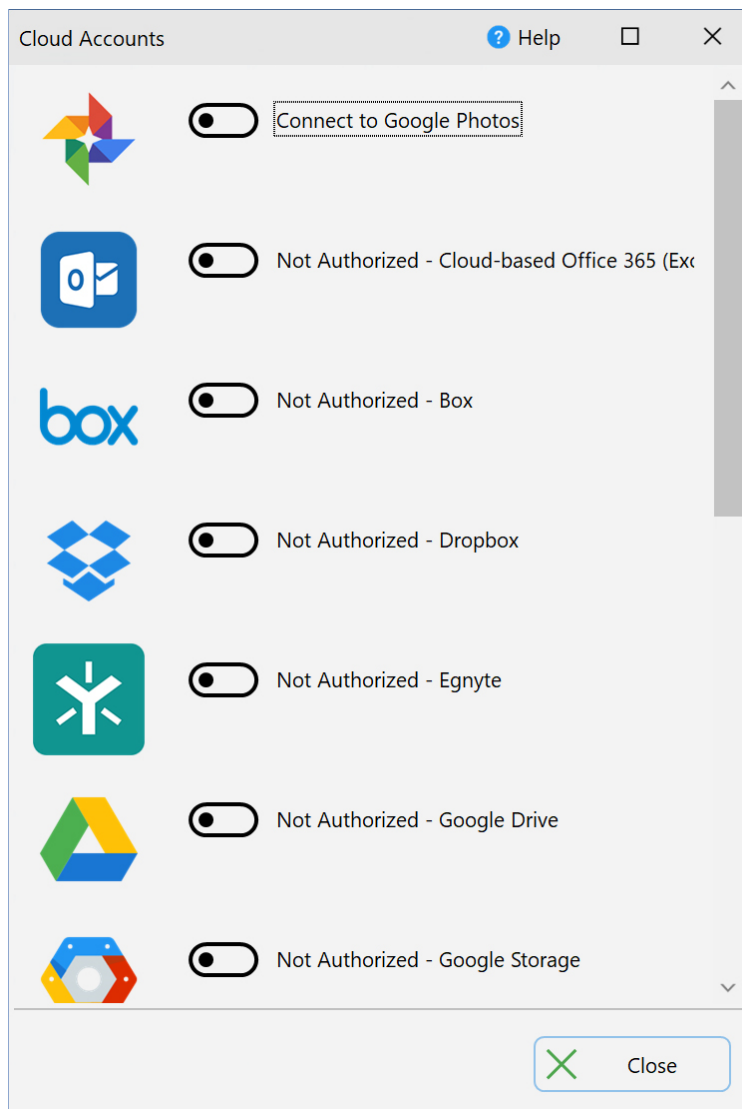 Cloud Accounts
? Help
Connect to Google Photos
Not Authorized - Cloud-based Office 365 (Exc
box
Not Authorized - Box
Not Authorized - Dropbox
Not Authorized - Egnyte
Not Authorized - Google Drive
Not Authorized - Google Storage
Close